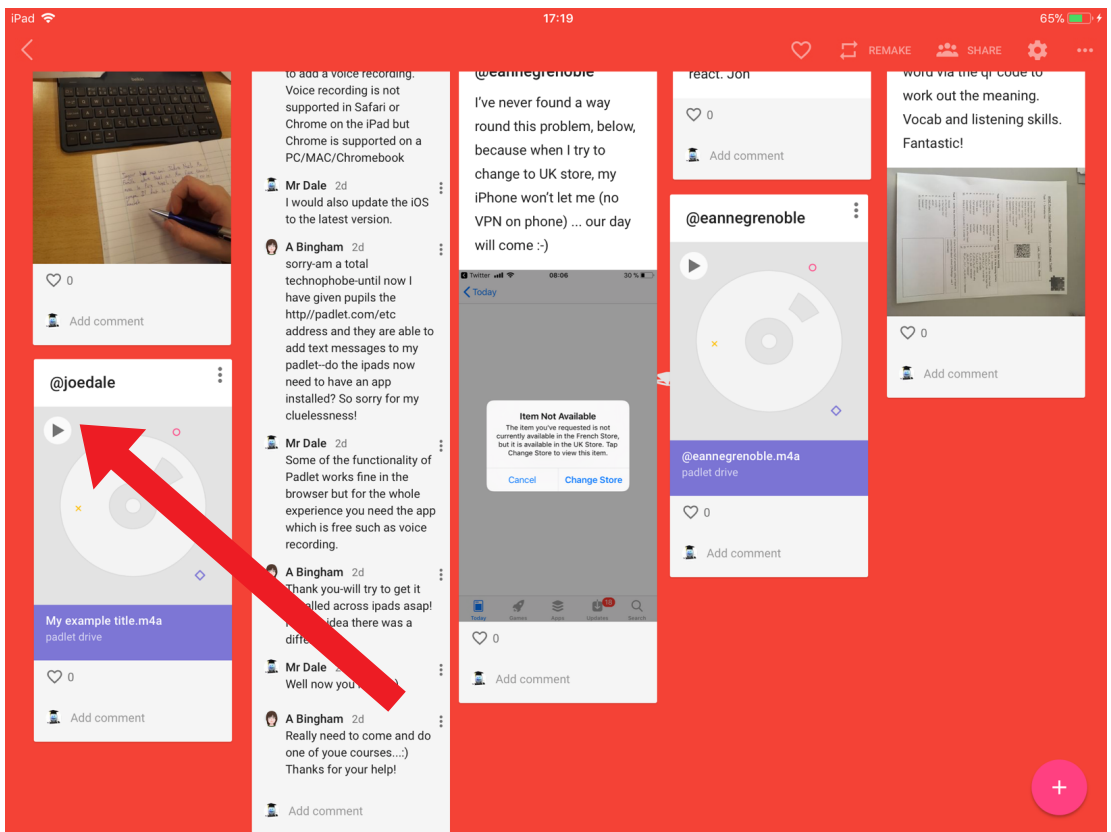 iPad
17:19
65%
REMAKE
SHARE
0
Add comment
@joedale
My example title.m4a
padlet drive
0
Add comment
to add a voice recording.
Voice recording is not
supported in Safari or
Chrome on the iPad but
Chrome is supported on a
PC/MAC/Chromebook
Mr Dale 2d
I would also update the iOS
to the latest version.
A Bingham 2d
sorry-am a total
technophobe-until now I
have given pupils the
http//padlet.com/etc
address and they are able to
add text messages to my
padlet--do the ipads now
need to have an app
installed? So sorry for my
cluelessness!
Mr Dale 2d
Some of the functionality of
Padlet works fine in the
browser but for the whole
experience you need the app
which is free such as voice
recording.
A Bingham 2d
Thank you-will try to get it
across ipads asap!
idea there was a
Mr Dale
Well now you
A Bingham 2d
Really need to come and do
one of youe courses...:)
Thanks for your help!
Add comment
@eannegrenoble
I've never found a way
round this problem, below,
because when I try to
change to UK store, my
iPhone won't let me (no
VPN on phone) ... our day
will come :-)
Twitter
08:06
30 %
Today
Item Not Available
The item you've requested is not
currently available in the French Store,
but it is available in the UK Store. Tap
Change Store to view this item.
Cancel
Change Store
18
Today
Games
Apps
Updates
Search
0
Add comment
react. Jon
0
Add comment
@eannegrenoble
@eannegrenoble.m4a
padlet drive
0
Add comment
word via the qr code to
work out the meaning.
Vocab and listening skills.
Fantastic!
0
Add comment